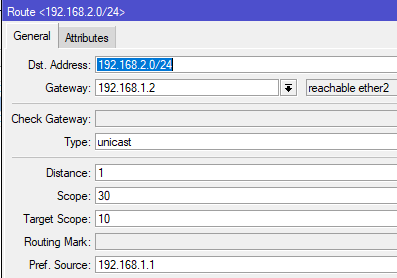 Route <192.168.2.0/24>
General Attributes
Dst. Address: 192.168.2.0/24
Gateway: 192.168.1.2 reachable ether2
Check Gateway:
Type: unicast
Distance: 1
Scope: 30
Target Scope: 10
Routing Mark:
Pref. Source: 192.168.1.1